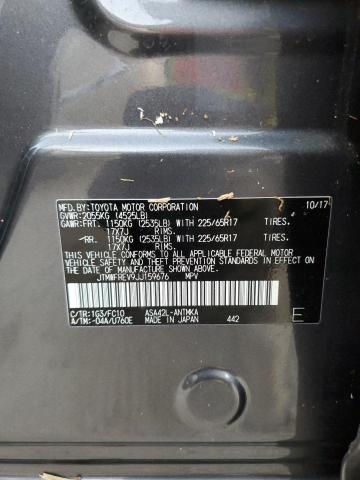 MFD. BY: TOYOTA MOTOR CORPORATION 10/17
GVWR: 2055KG (4525LB)
GAWR: FRT. 1150KG (2535LB) WITH 225/65R17 TIRES.
17X7J RIMS.
RR. 1150KG (2535LB) WITH 225/65R17 TIRES.
17X7J RIMS.
THIS VEHICLE CONFORMS TO ALL APPLICABLE FEDERAL MOTOR
VEHICLE SAFETY AND BUMPER STANDARDS IN EFFECT ON THE
DATE OF MANUFACTURE SHOWN ABOVE.
JTMWFREV9JJ159676 MPV
C/TR: 1G3/FC10 ASA42L-ANTMKA
A/TM: -04A/U760E MADE IN JAPAN 442 E